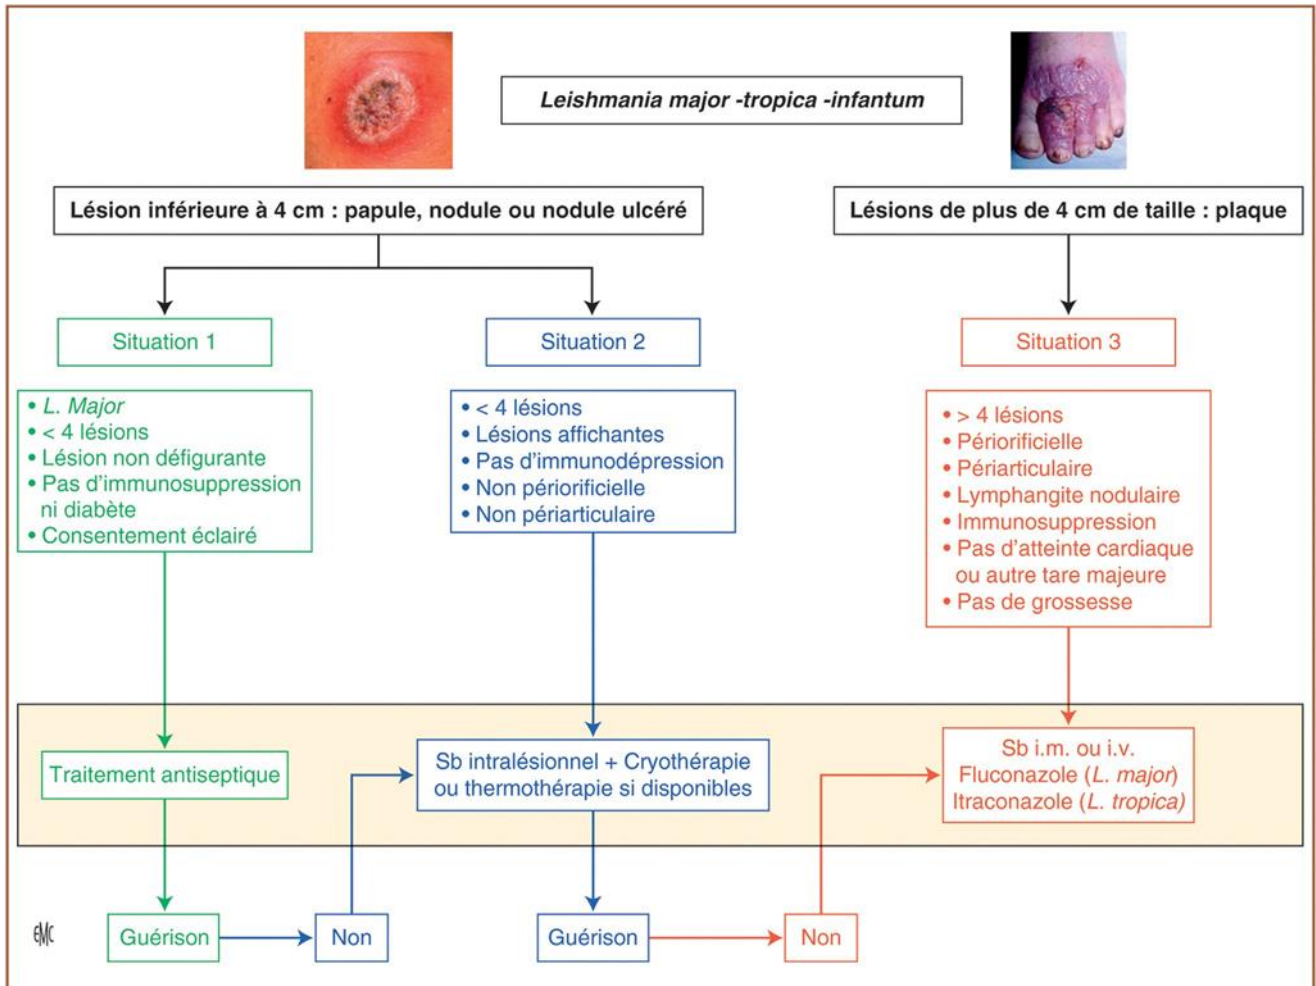 Leishmania major -tropica -infantum
Lésion inférieure à 4 cm : papule, nodule ou nodule ulcéré
Lésions de plus de 4 cm de taille : plaque
Situation 1
Situation 2
Situation 3
• L. Major
• < 4 lésions
• Lésion non défigurante
• Pas d'immunosuppression
ni diabète
• Consentement éclairé
• < 4 lésions
• Lésions affichantes
• Pas d'immunodépression
• Non périorificielle
• Non périarticulaire
• > 4 lésions
• Périorificielle
• Périarticulaire
• Lymphangite nodulaire
• Immunosuppression
• Pas d'atteinte cardiaque
ou autre tare majeure
• Pas de grossesse
Traitement antiseptique
Sb intralésionnel + Cryothérapie
ou thermothérapie si disponibles
Sb i.m. ou i.v.
Fluconazole (L. major)
Itraconazole (L. tropica)
EMC
Guérison
Non
Guérison
Non